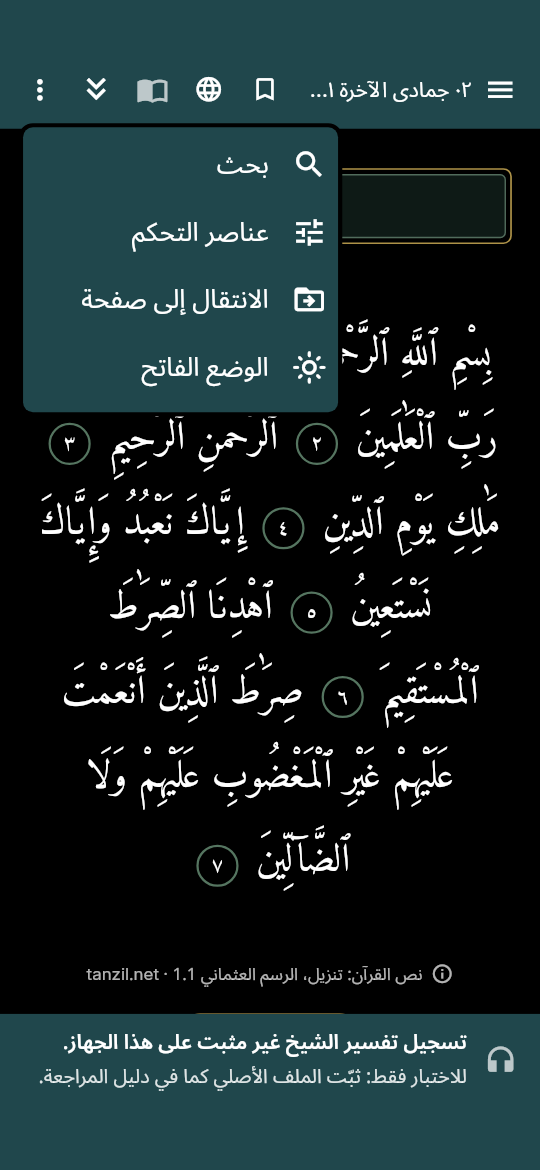 ٠٢ جمادى الآخرة ١...
بحث
عناصر التحكم
الانتقال إلى صفحة
الوضع الفاتح
بِسْمِ ٱللَّهِ
رَبِّ ٱلْعَٰلَمِينَ ٢ ٱلرَّحْمَٰنِ ٱلرَّحِيمِ ٣
مَٰلِكِ يَوْمِ ٱلدِّينِ ٤ إِيَّاكَ نَعْبُدُ وَإِيَّاكَ
نَسْتَعِينُ ٥ ٱهْدِنَا ٱلصِّرَٰطَ
ٱلْمُسْتَقِيمَ ٦ صِرَٰطَ ٱلَّذِينَ أَنْعَمْتَ
عَلَيْهِمْ غَيْرِ ٱلْمَغْضُوبِ عَلَيْهِمْ وَلَا
ٱلضَّآلِّينَ ٧
نص القرآن: تنزيل، الرسم العثماني 1.1 · tanzil.net
تسجيل تفسير الشيخ غير مثبت على هذا الجهاز.
للاختبار فقط: ثبّت الملف الأصلي كما في دليل المراجعة.